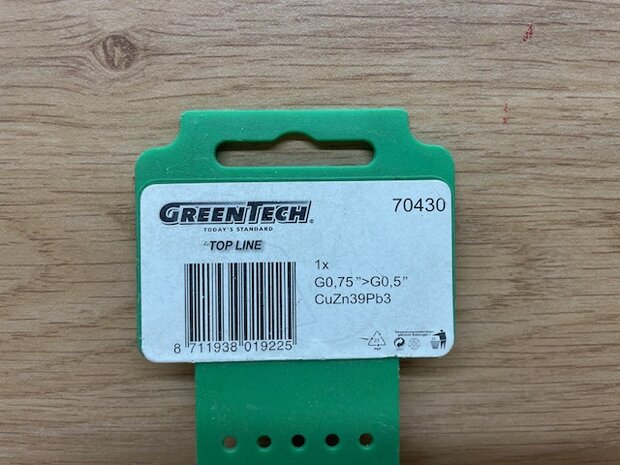 GREENTECH®
TODAY'S STANDARD
TOP LINE
70430
1x
G0,75">G0,5"
CuZn39Pb3
8 711938 019225